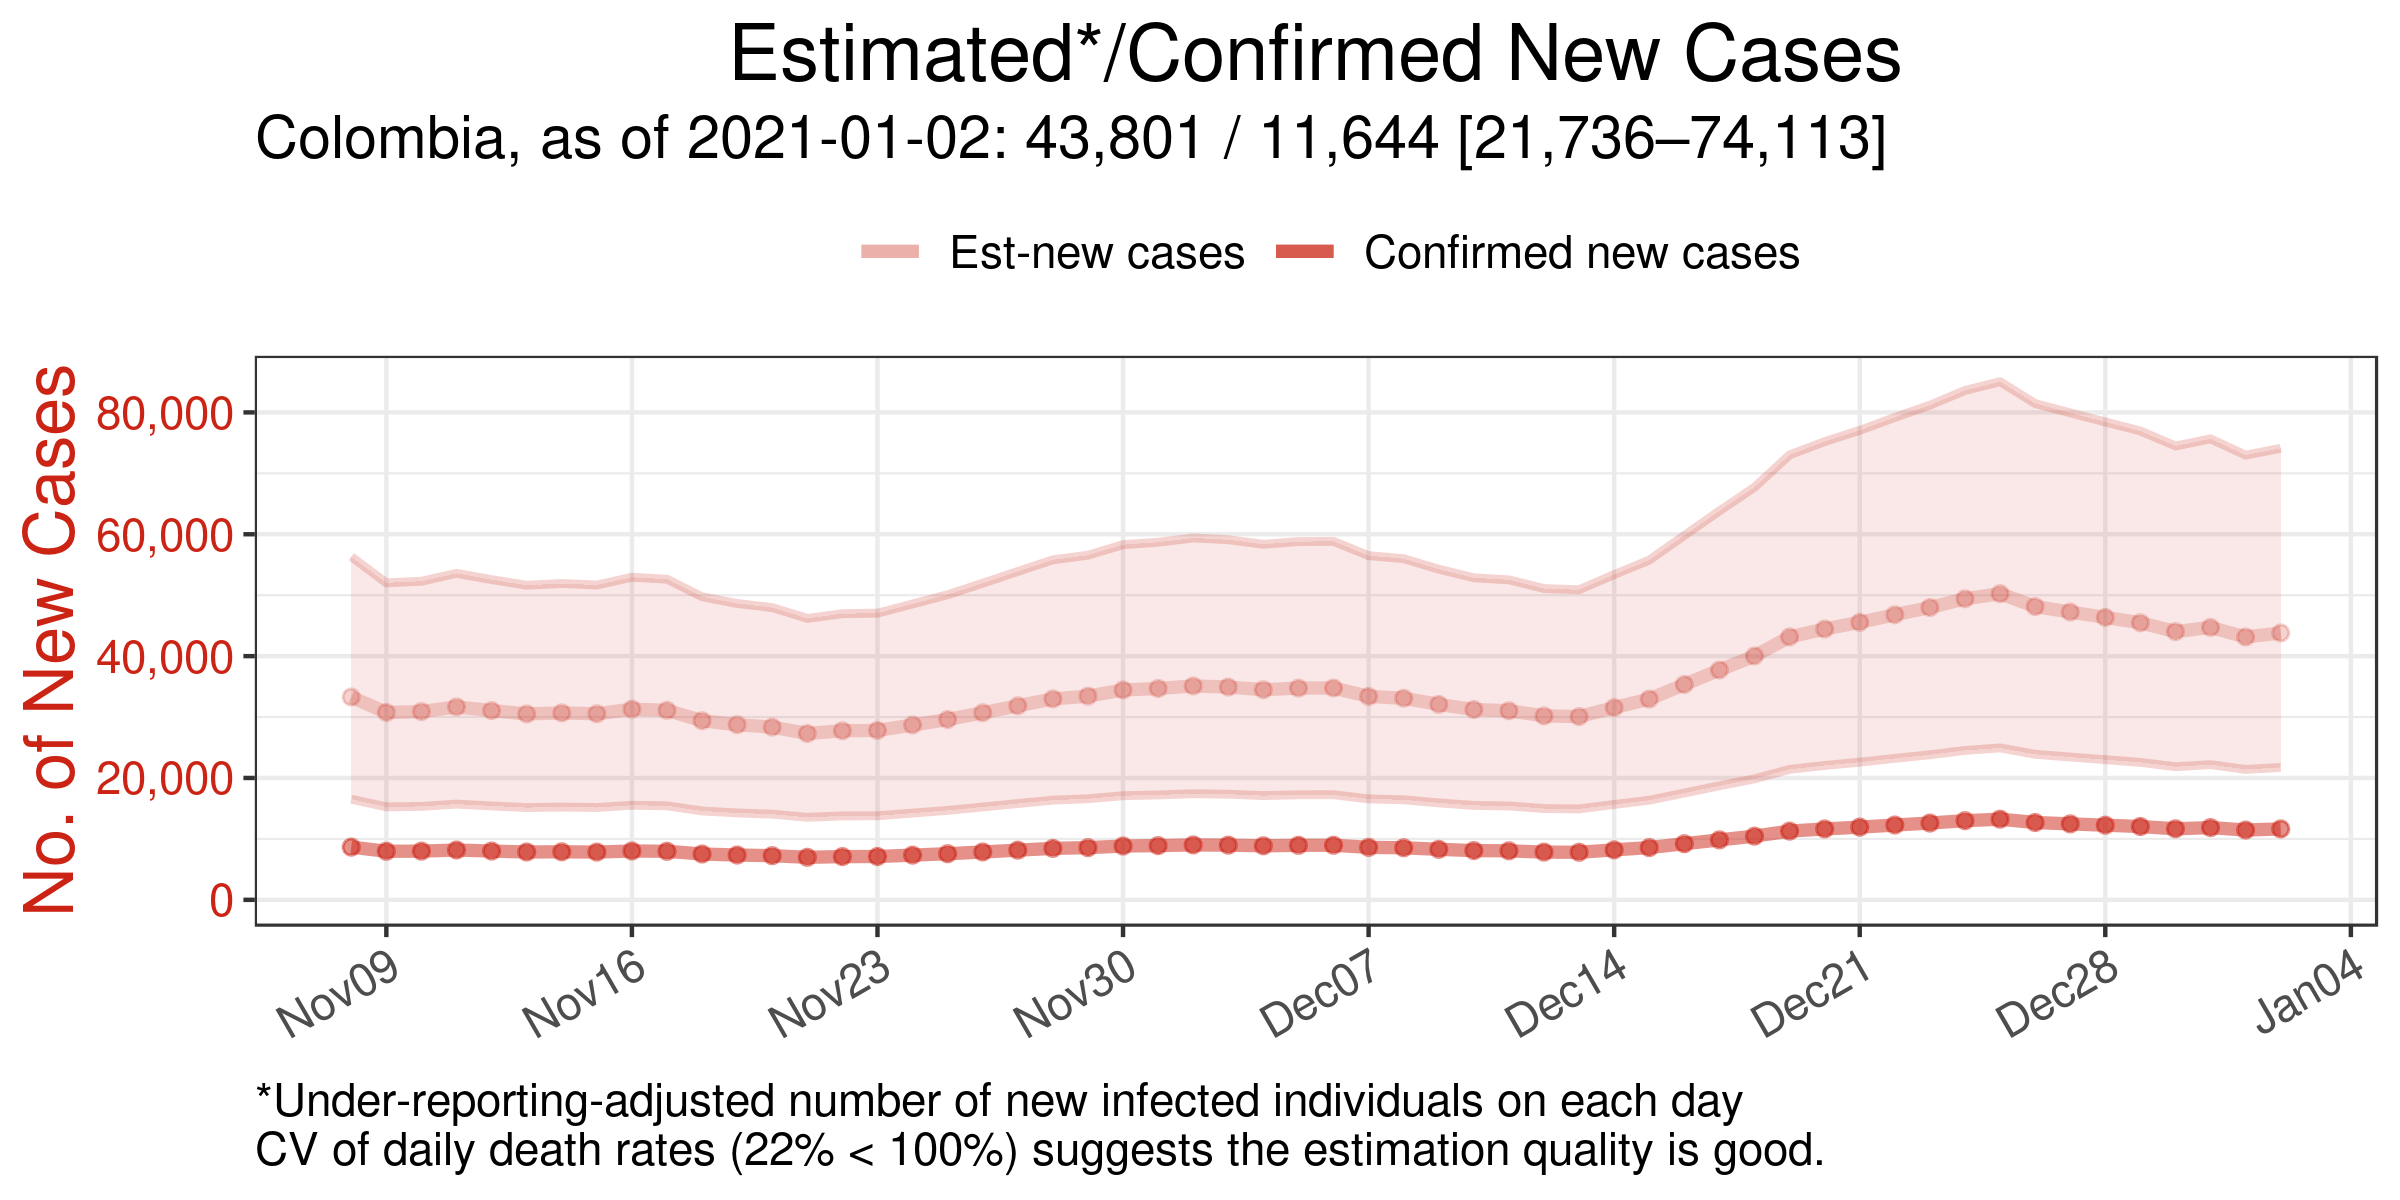 Estimated*/Confirmed New Cases
Colombia, as of 2021-01-02: 43,801 / 11,644 [21,736–74,113]
Est-new cases
Confirmed new cases
No. of New Cases
80,000
60,000
40,000
20,000
0
Nov09
Nov16
Nov23
Nov30
Dec07
Dec14
Dec21
Dec28
Jan04
*Under-reporting-adjusted number of new infected individuals on each day
CV of daily death rates (22% < 100%) suggests the estimation quality is good.